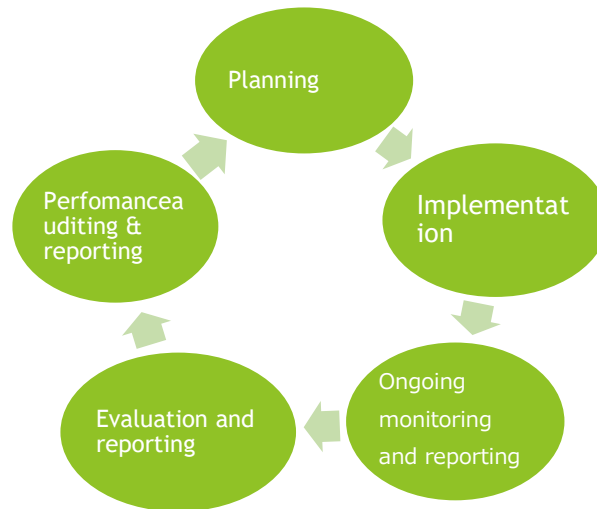 Planning
Implementat
ion
Ongoing
monitoring
and reporting
Evaluation and
reporting
Perfomancea
uditing &
reporting